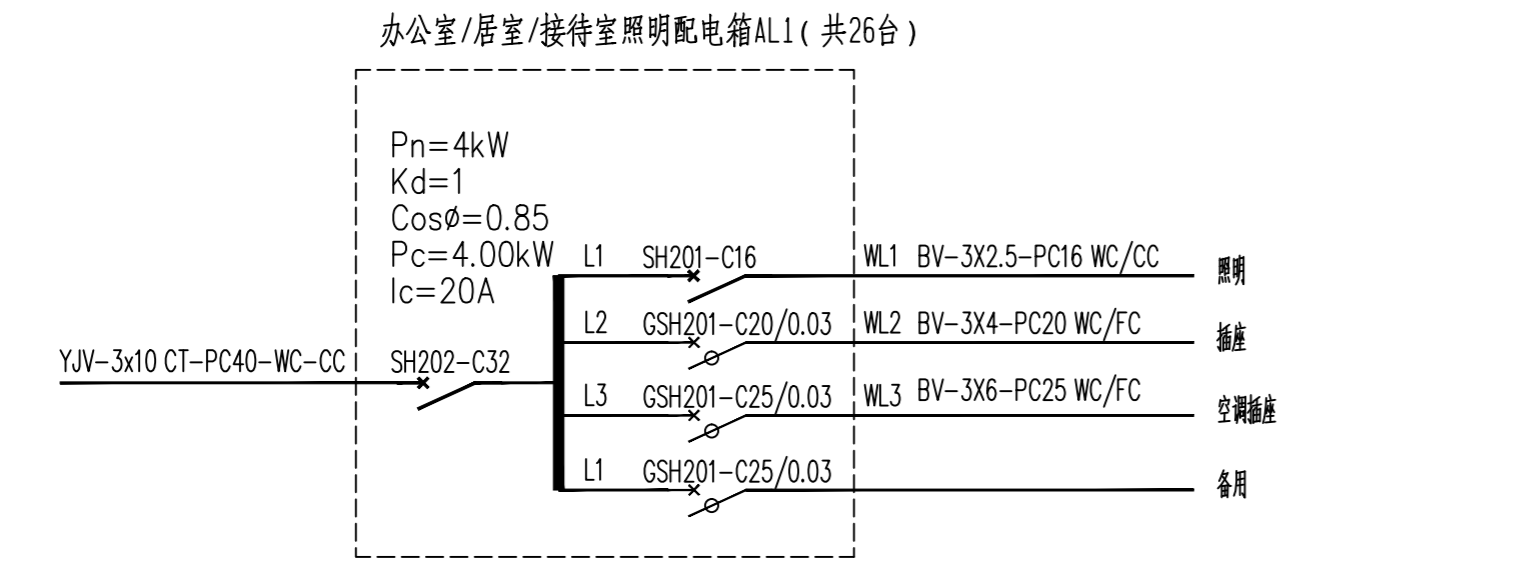 办公室/居室/接待室照明配电箱AL1(共26台)
Pn=4kW
Kd=1
Cosø=0.85
Pc=4.00kW
Ic=20A
L1 SH201-C16 WL1 BV-3X2.5-PC16 WC/CC 照明
L2 GSH201-C20/0.03 WL2 BV-3X4-PC20 WC/FC 插座
YJV-3x10 CT-PC40-WC-CC SH202-C32
L3 GSH201-C25/0.03 WL3 BV-3X6-PC25 WC/FC 空调插座
L1 GSH201-C25/0.03 备用